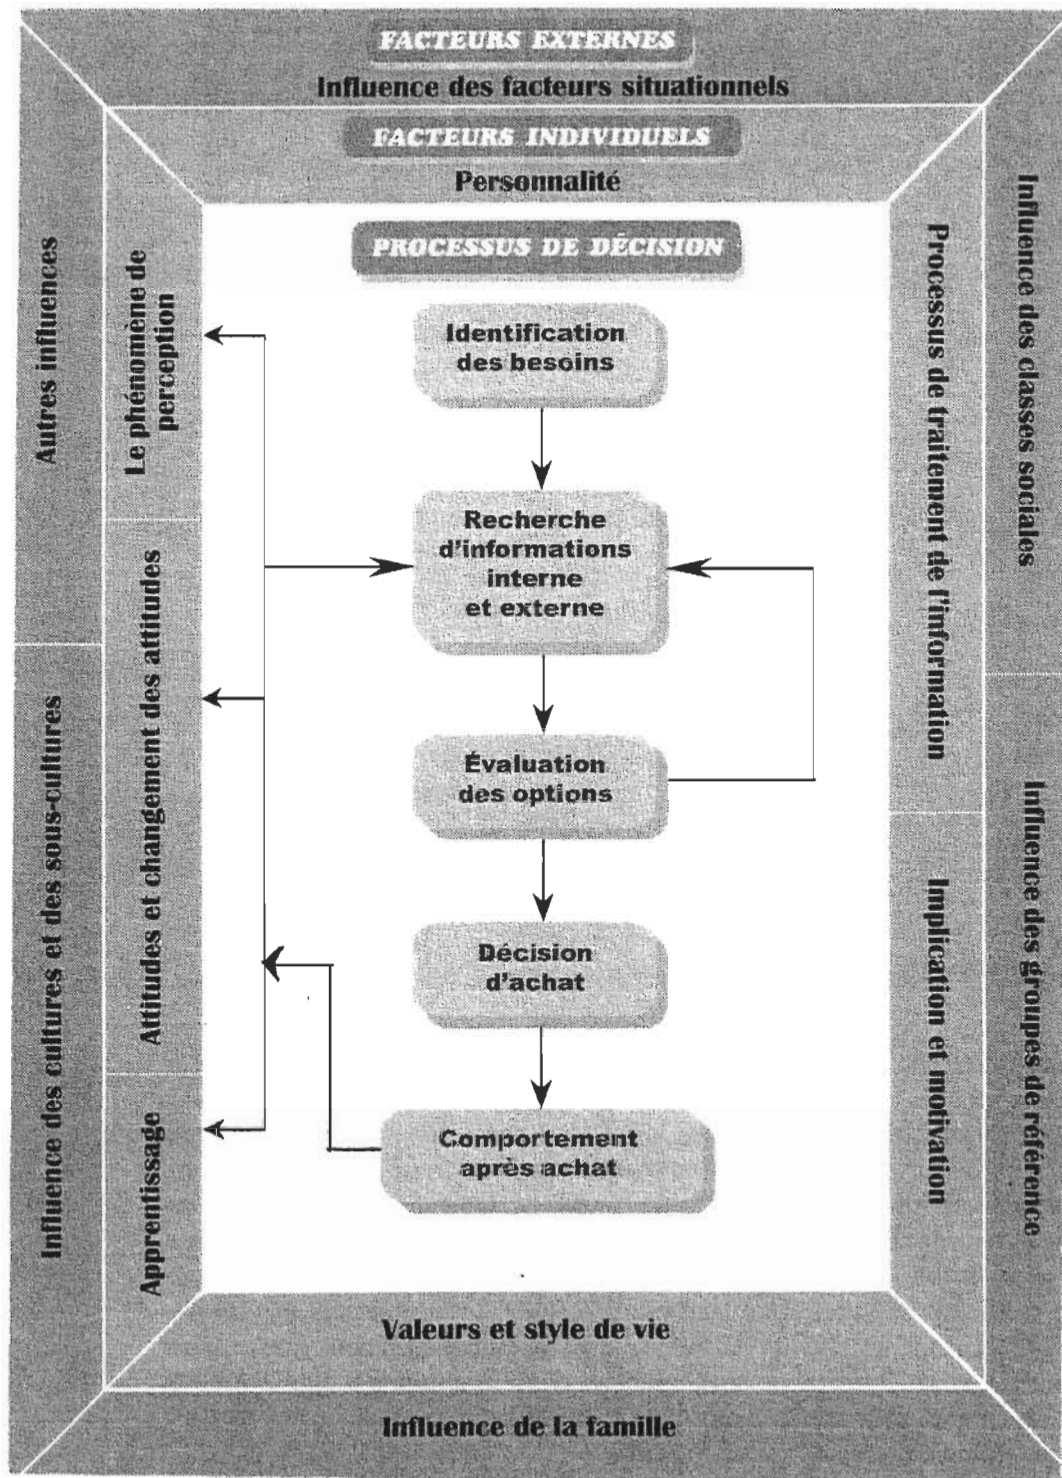 FACTEURS EXTERNES
Influence des facteurs situationnels
FACTEURS INDIVIDUELS
Personnalité
PROCESSUS DE DÉCISION
Identification
des besoins
Recherche
d'informations
interne
et externe
Évaluation
des options
Décision
d'achat
Comportement
après achat
Autres influences
Influence des cultures et des sous-cultures
Le phénomène de
perception
Attitudes et changement des attitudes
Apprentissage
Processus de traitement de l'information
Implication et motivation
Influence des classes sociales
Influence des groupes de référence
Valeurs et style de vie
Influence de la famille